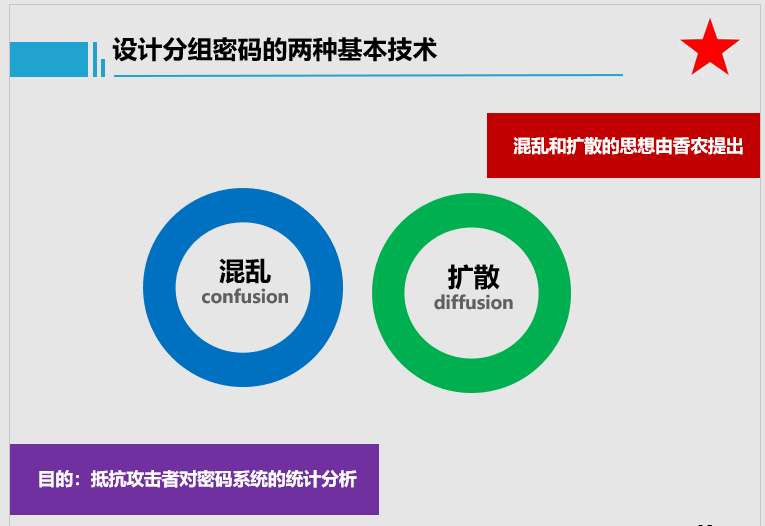 设计分组密码的两种基本技术
混乱和扩散的思想由香农提出
混乱
confusion
扩散
diffusion
目的：抵抗攻击者对密码系统的统计分析